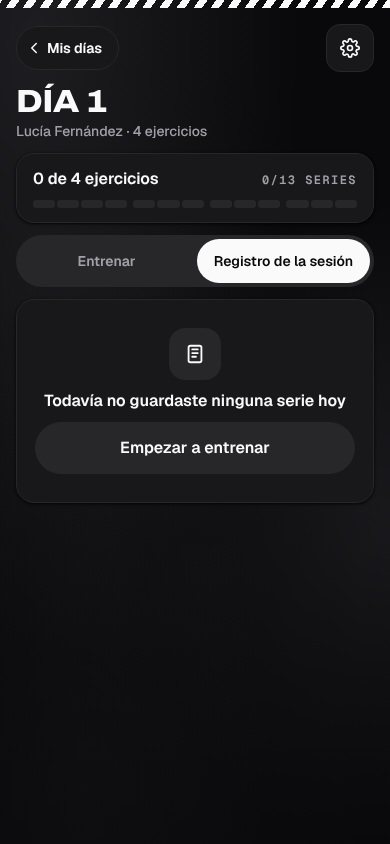 Mis días
DÍA 1
Lucía Fernández · 4 ejercicios
0 de 4 ejercicios
0/13 SERIES
Entrenar
Registro de la sesión
Todavía no guardaste ninguna serie hoy
Empezar a entrenar